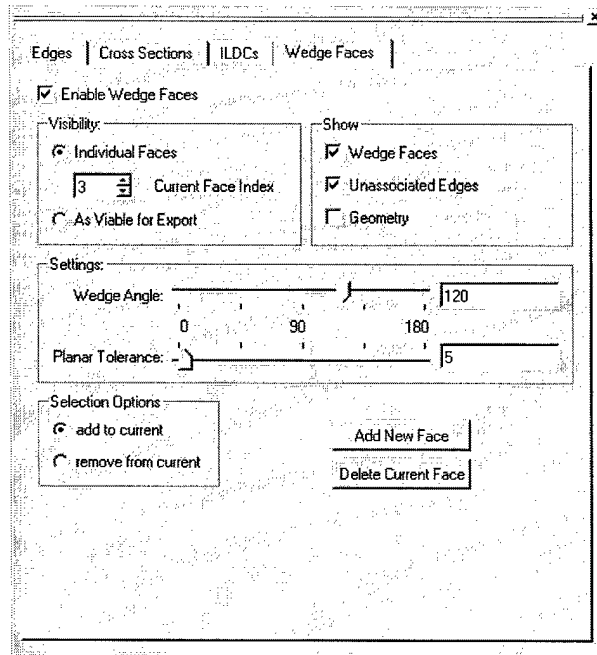 Edges Cross Sections ILDCs Wedge Faces
Enable Wedge Faces
Visibility:
Individual Faces
3 Current Face Index
As Viable for Export
Show
Wedge Faces
Unassociated Edges
Geometry
Settings:
Wedge Angle: 120
0 90 180
Planar Tolerance: 5
Selection Options
add to current
remove from current
Add New Face
Delete Current Face